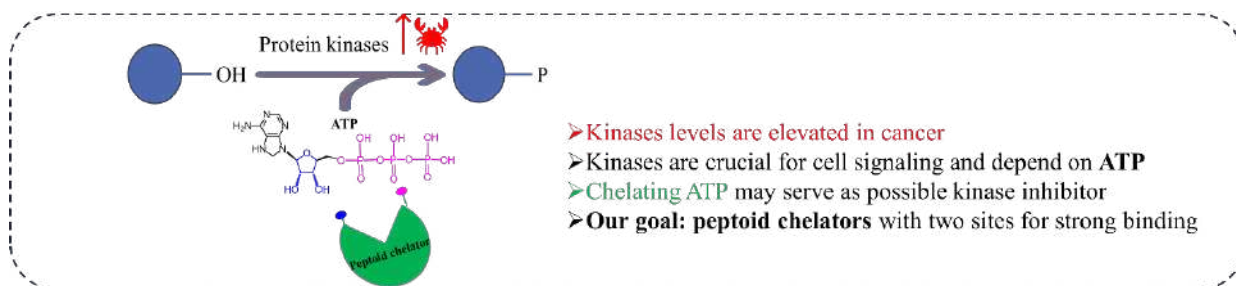 Protein kinases
OH
P
ATP
NH₂
N
N
H₂N
N
HN
O
O
P
O
P
O
P
OH
OH
OH
OH
O
O
O
HO
OH
Peptoid chelator
➢Kinases levels are elevated in cancer
➢Kinases are crucial for cell signaling and depend on ATP
➢Chelating ATP may serve as possible kinase inhibitor
➢Our goal: peptoid chelators with two sites for strong binding